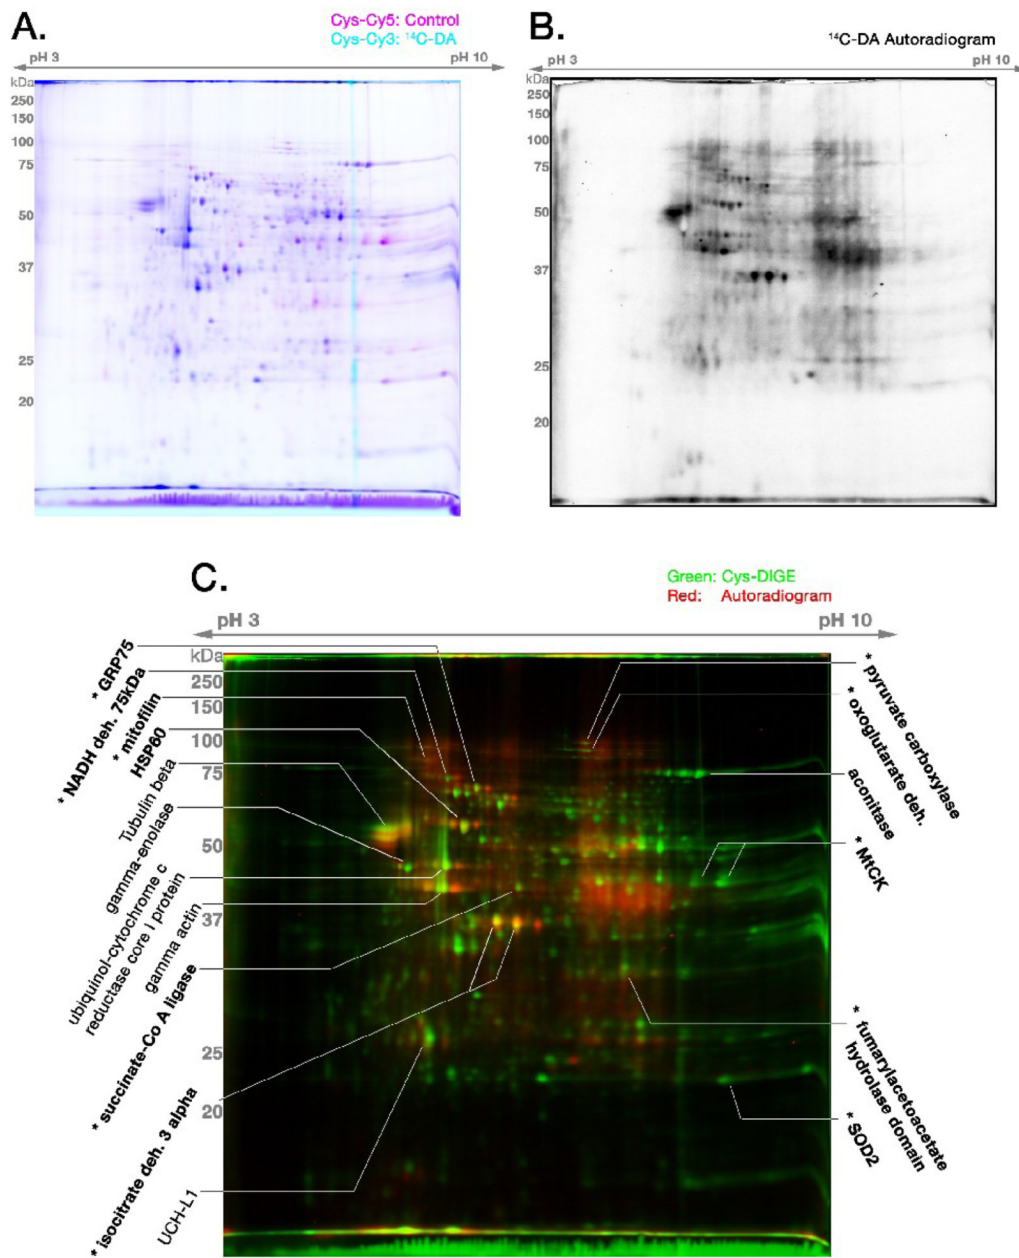 A.
Cys-Cy5: Control
Cys-Cy3: ¹⁴C-DA
pH 3
pH 10
kDa
250
150
100
75
50
37
25
20
B.
¹⁴C-DA Autoradiogram
pH 3
pH 10
kDa
250
150
100
75
50
37
25
20
C.
Green: Cys-DIGE
Red: Autoradiogram
pH 3
pH 10
kDa
250
150
100
75
50
37
25
20
* GRP75
* NADH deh. 75kDa
* mitofilin
HSP60
Tubulin beta
gamma-enolase
ubiquinol-cytochrome c
reductase core I protein
gamma actin
* succinate-Co A ligase
* isocitrate deh. 3 alpha
UCH-L1
* pyruvate carboxylase
* oxoglutarate deh.
aconitase
* MtCK
* fumarylacetoacetate
hydrolase domain
* SOD2